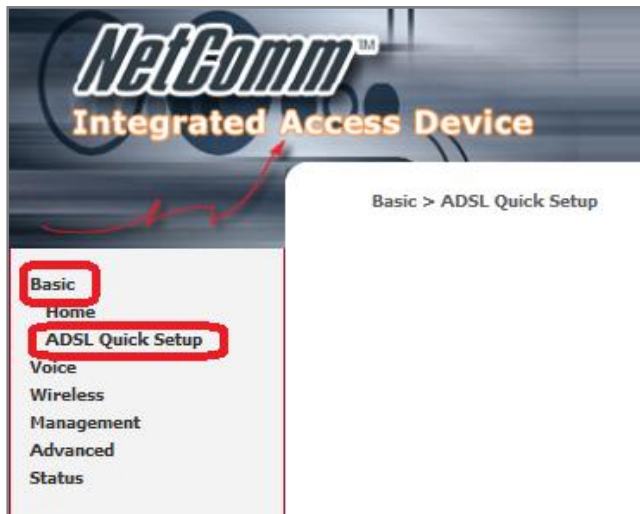 NetComm™
Integrated Access Device
Basic > ADSL Quick Setup
Basic
Home
ADSL Quick Setup
Voice
Wireless
Management
Advanced
Status